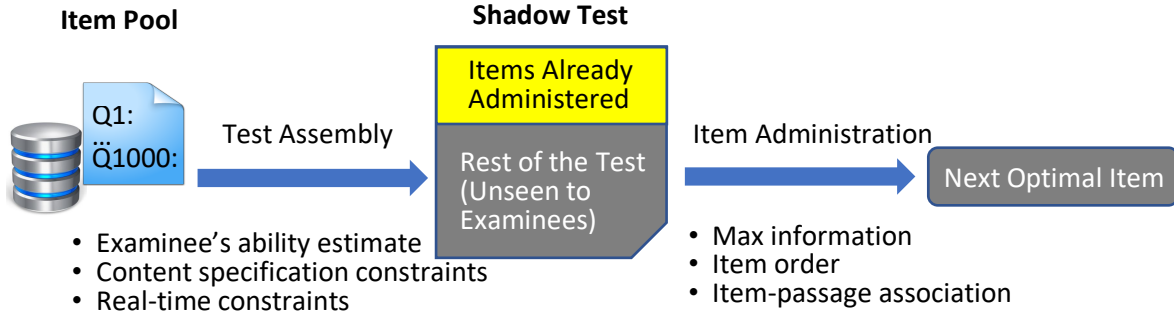 Item Pool
Q1:
...
Q1000:
Test Assembly
• Examinee’s ability estimate
• Content specification constraints
• Real-time constraints
Shadow Test
Items Already
Administered
Rest of the Test
(Unseen to
Examinees)
Item Administration
• Max information
• Item order
• Item-passage association
Next Optimal Item